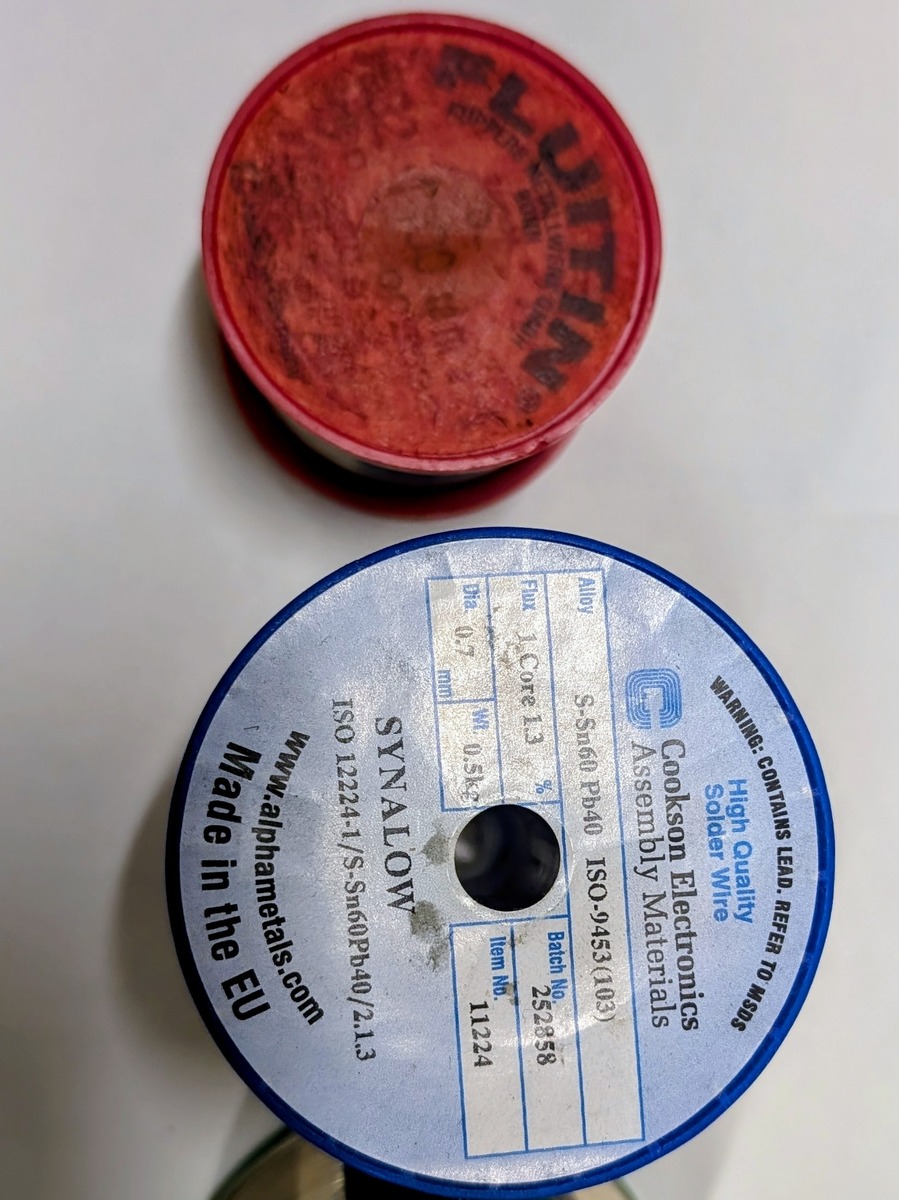 FLUITIN®
WARNING: CONTAINS LEAD. REFER TO MSDS
High Quality
Solder Wire
Cookson Electronics
Assembly Materials
Alloy S-Sn60 Pb40 ISO-9453(103)
Flux 1 Core 1.3 %
Dia. 0.7 mm Wt 0.5kg
Batch No. 252858
Item No. 11224
SYNALOW
ISO 12224-1/S-Sn60Pb40/2.1.3
www.alphametals.com
Made in the EU